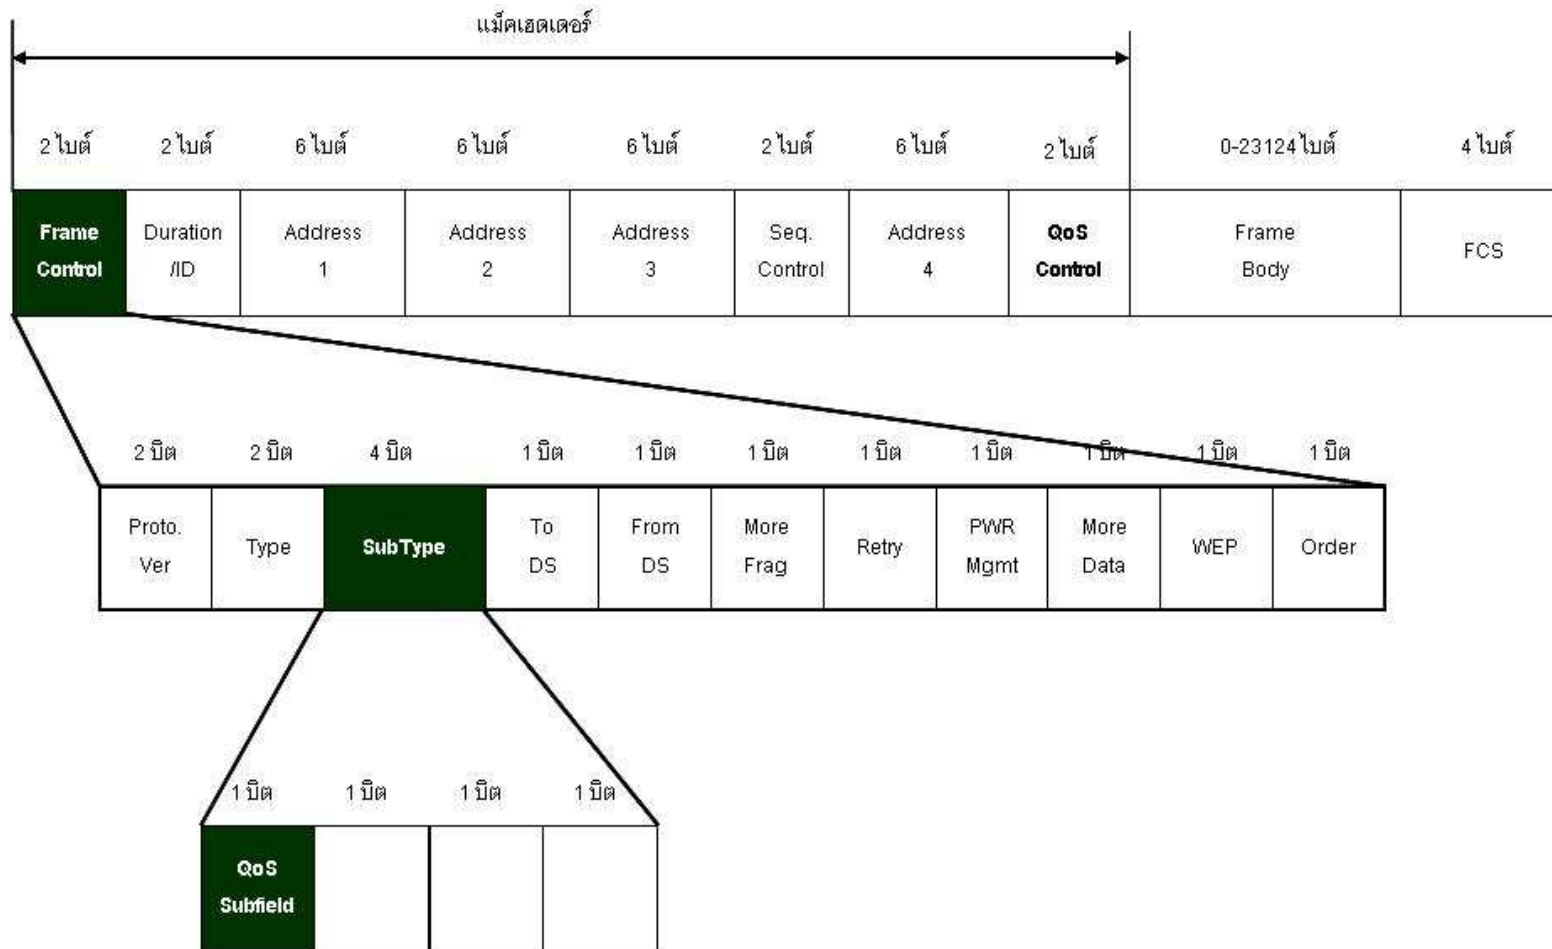 แม็คเฮดเดอร์
2 ไบต์ 2 ไบต์ 6 ไบต์ 6 ไบต์ 6 ไบต์ 2 ไบต์ 6 ไบต์ 2 ไบต์ 0-23124 ไบต์ 4 ไบต์
Frame Duration Address Address Address Seq. Address QoS Frame FCS
Control /ID 1 2 3 Control 4 Control Body
2 บิต 2 บิต 4 บิต 1 บิต 1 บิต 1 บิต 1 บิต 1 บิต 1 บิต 1 บิต 1 บิต
Proto. Type SubType To From More Retry PWR More WEP Order
Ver DS DS Frag Mgmt Data
1 บิต 1 บิต 1 บิต 1 บิต
QoS
Subfield